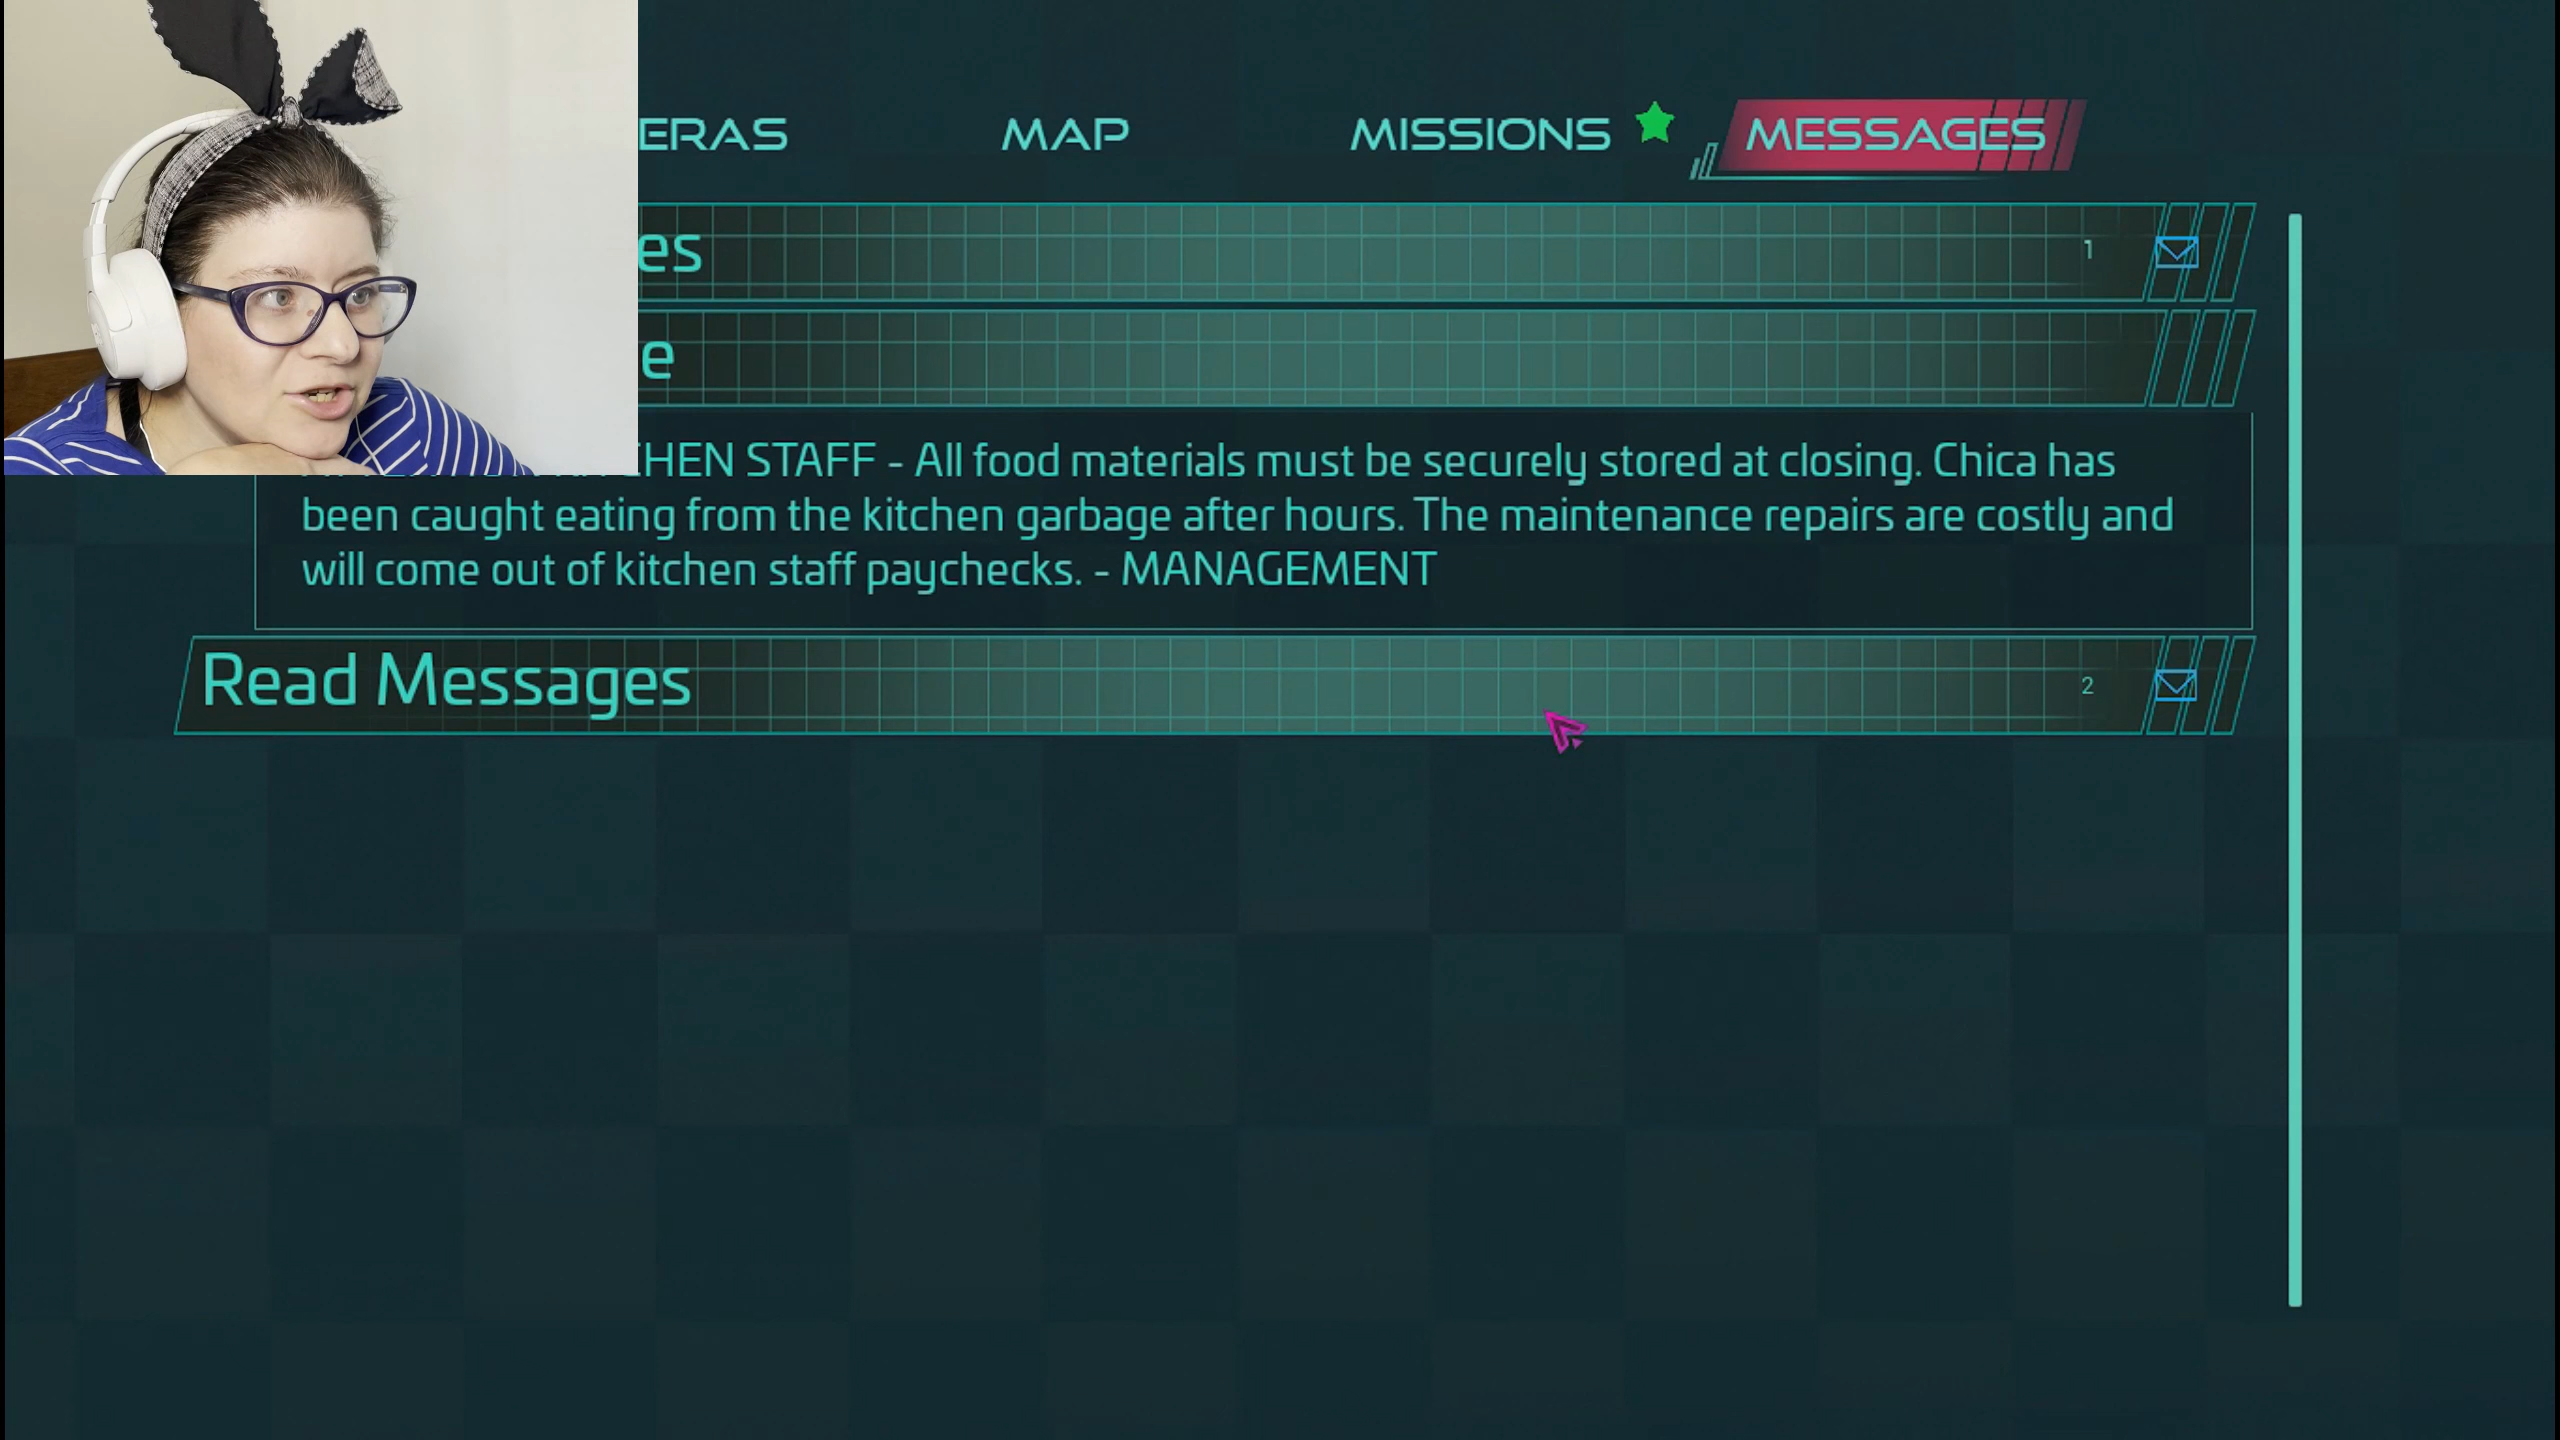 ERAS MAP MISSIONS MESSAGES
es 1
e
STAFF - All food materials must be securely stored at closing. Chica has
been caught eating from the kitchen garbage after hours. The maintenance repairs are costly and
will come out of kitchen staff paychecks. - MANAGEMENT
Read Messages 2